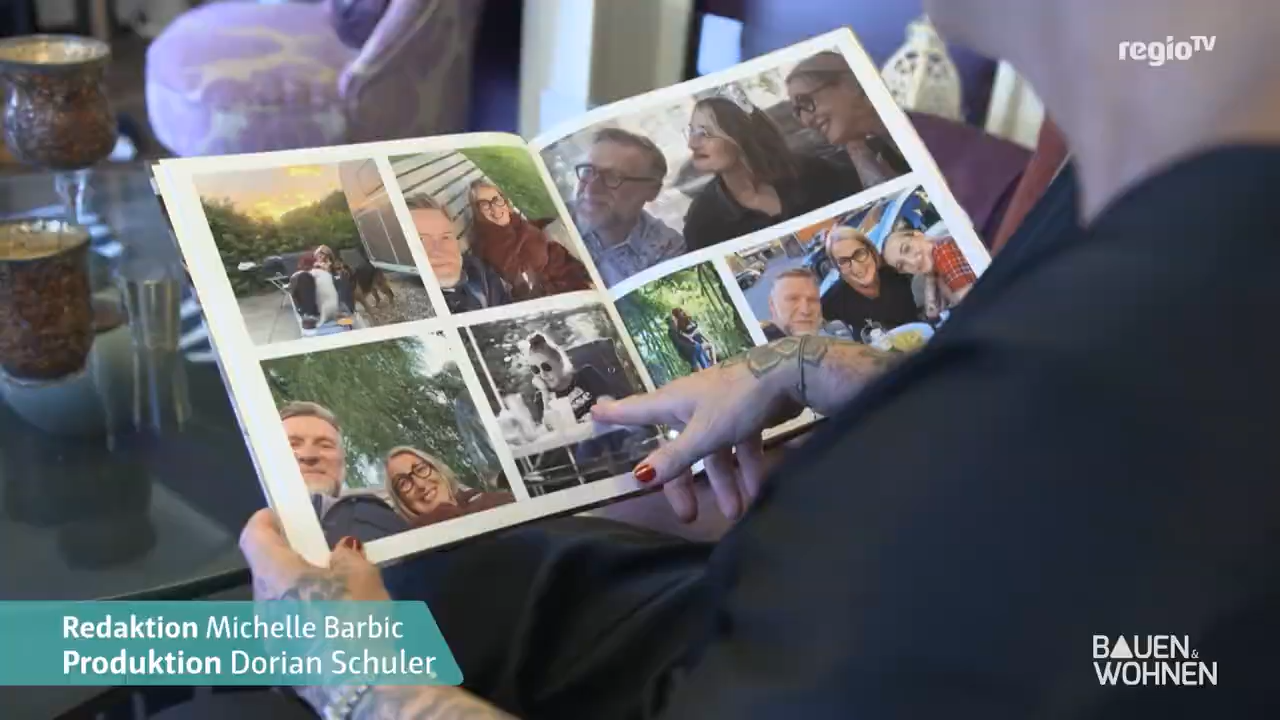 regioTV
Redaktion Michelle Barbic
Produktion Dorian Schuler
BAUEN &
WOHNEN